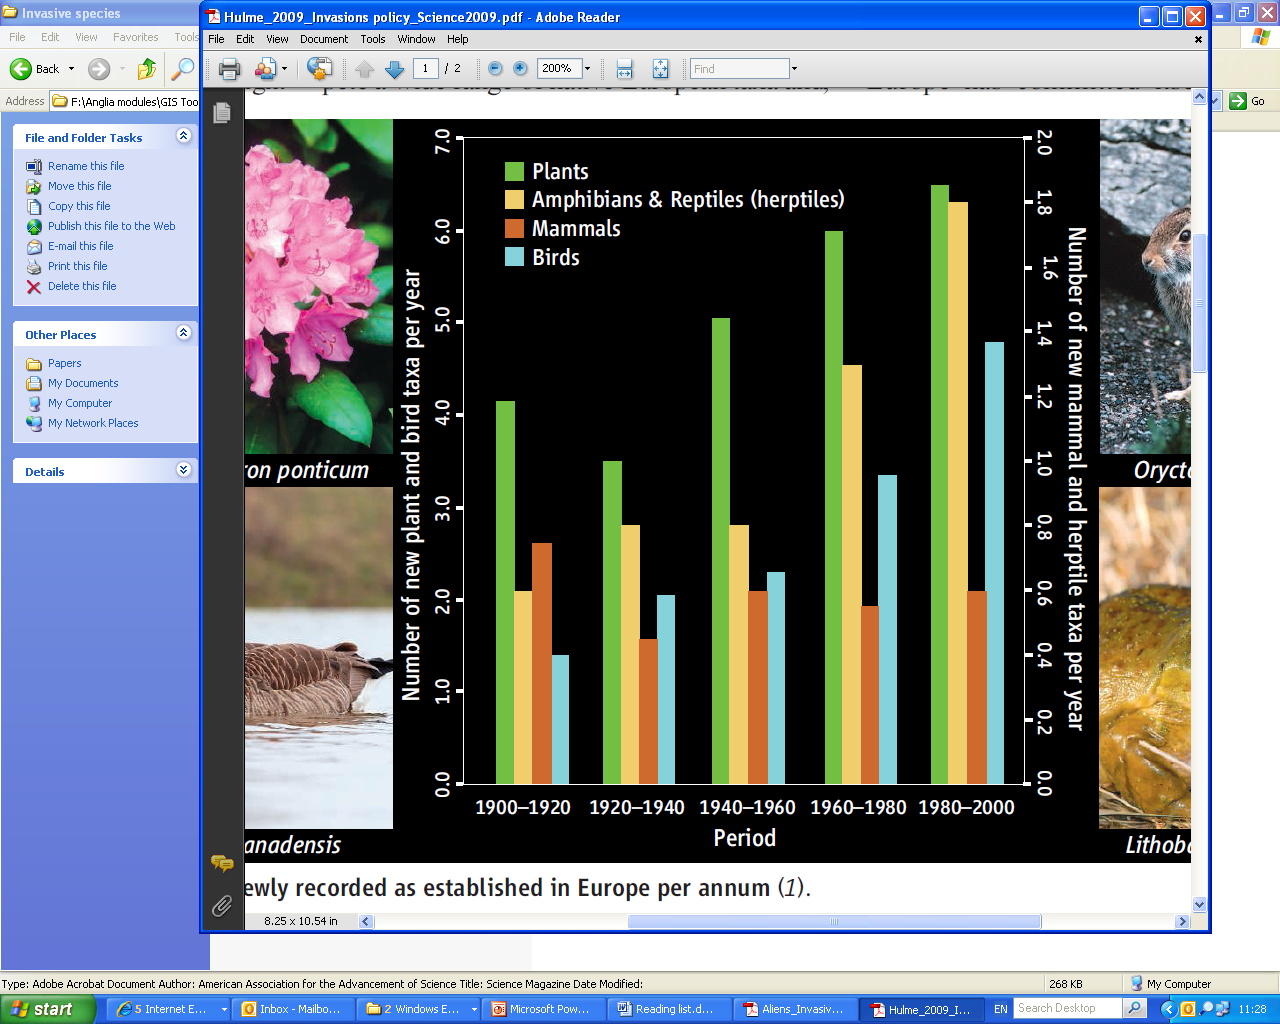 Invasive species
Hulme_2009_Invasions policy_Science2009.pdf - Adobe Reader
File Edit View Favorites Tools
File Edit View Document Tools Window Help
Back
1 / 2 200% Find
Address F:\Anglia modules\GIS Too
Go
File and Folder Tasks
Rename this file
Move this file
Copy this file
Publish this file to the Web
E-mail this file
Print this file
Delete this file
Other Places
Papers
My Documents
My Computer
My Network Places
Details
on ponticum
anadensis
Number of new plant and bird taxa per year
7.0
6.0
5.0
4.0
3.0
2.0
1.0
0.0
Plants
Amphibians & Reptiles (herptiles)
Mammals
Birds
2.0
1.8
1.6
1.4
1.2
1.0
0.8
0.6
0.4
0.2
0.0
Number of new mammal and herptile taxa per year
1900–1920 1920–1940 1940–1960 1960–1980 1980–2000
Period
Orycto
Lithob
ewly recorded as established in Europe per annum (1).
8.25 x 10.54 in
Type: Adobe Acrobat Document Author: American Association for the Advancement of Science Title: Science Magazine Date Modified: 268 KB My Computer
start 5 Internet E... Inbox - Mailbo... 2 Windows E... Microsoft Pow... Reading list.d... Aliens_Invasiv... Hulme_2009_I... EN Search Desktop 11:28